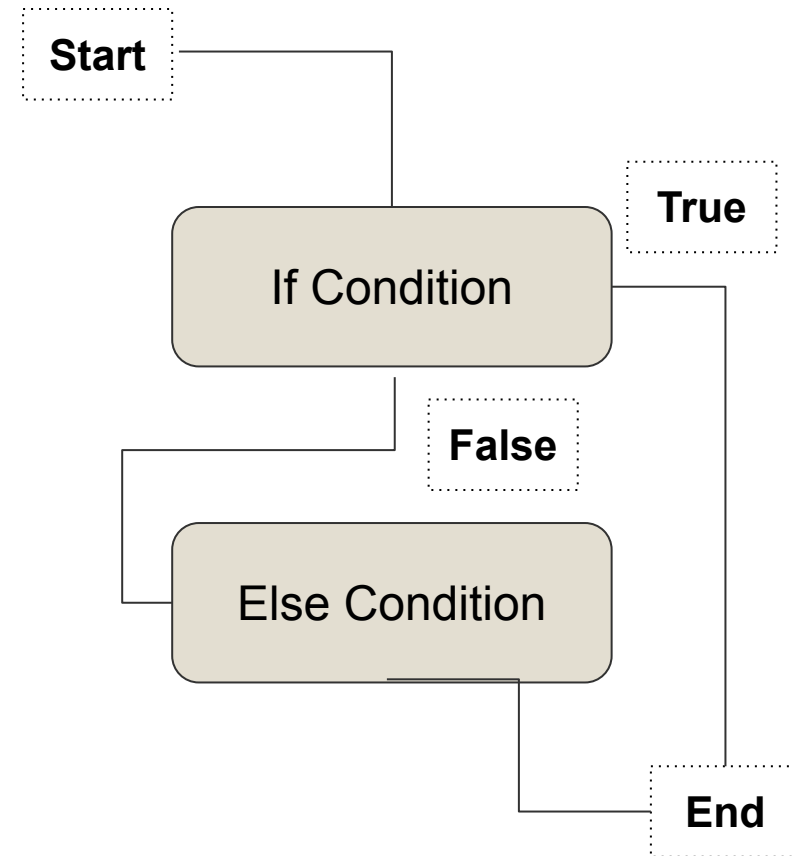 Start
True
If Condition
False
Else Condition
End